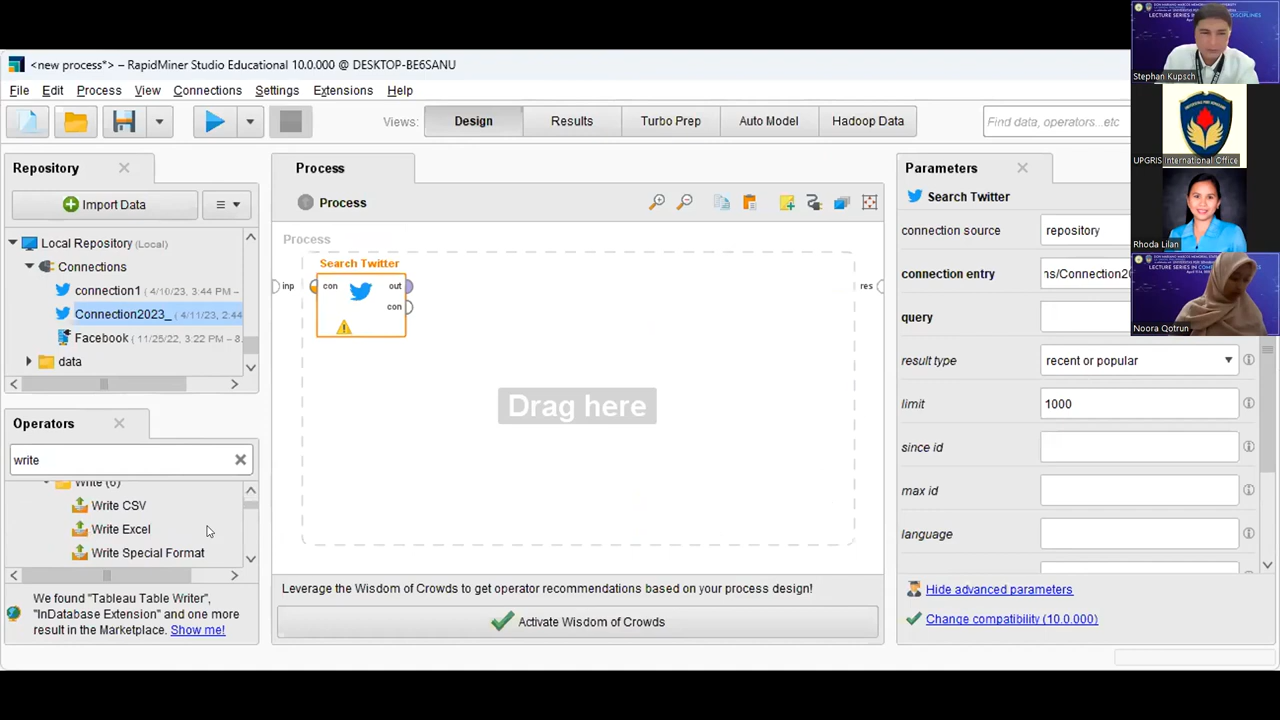 <new process*> – RapidMiner Studio Educational 10.0.000 @ DESKTOP-BE6SANU
File Edit Process View Connections Settings Extensions Help
Views: Design Results Turbo Prep Auto Model Hadoop Data Find data, operators...etc
Repository
Import Data
Local Repository (Local)
Connections
connection1 ( 4/10/23, 3:44 PM –
Connection2023_ ( 4/11/23, 2:44
Facebook ( 11/25/22, 3:22 PM – 8
data
Operators
write
Write (6)
Write CSV
Write Excel
Write Special Format
We found "Tableau Table Writer",
"InDatabase Extension" and one more
result in the Marketplace. Show me!
Process
Process
Process
Search Twitter
inp con out res
con
Drag here
Leverage the Wisdom of Crowds to get operator recommendations based on your process design!
Activate Wisdom of Crowds
Parameters
Search Twitter
connection source repository
connection entry ns/Connection20
query
result type recent or popular
limit 1000
since id
max id
language
Hide advanced parameters
Change compatibility (10.0.000)
Stephan Kupsch
UPGRIS International Office
Rhoda Lilan
Noora Qotrun